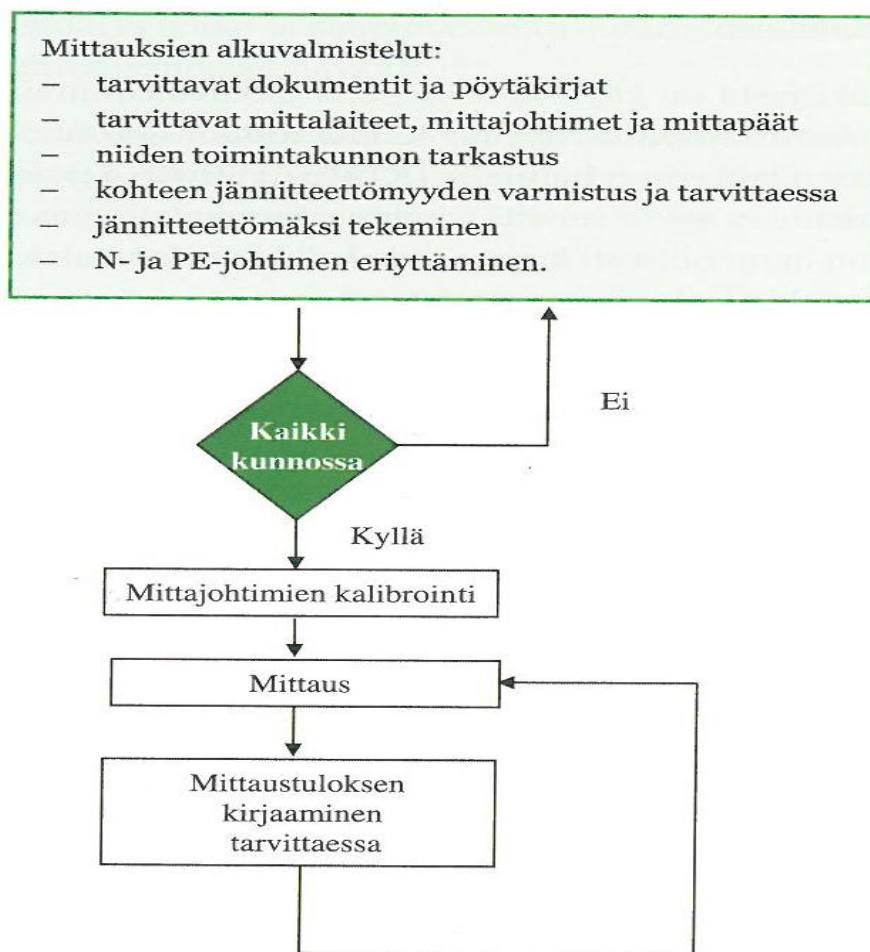 Mittauksien alkuvalmistelut:
– tarvittavat dokumentit ja pöytäkirjat
– tarvittavat mittalaiteet, mittajohtimet ja mittapäät
– niiden toimintakunnon tarkastus
– kohteen jännitteettömyyden varmistus ja tarvittaessa
– jännitteettömäksi tekeminen
N- ja PE-johtimen eriyttäminen.
Ei
Kaikki
kunnossa
Kyllä
Mittajohtimien kalibrointi
Mittaus
Mittaustuloksen
kirjaaminen
tarvittaessa